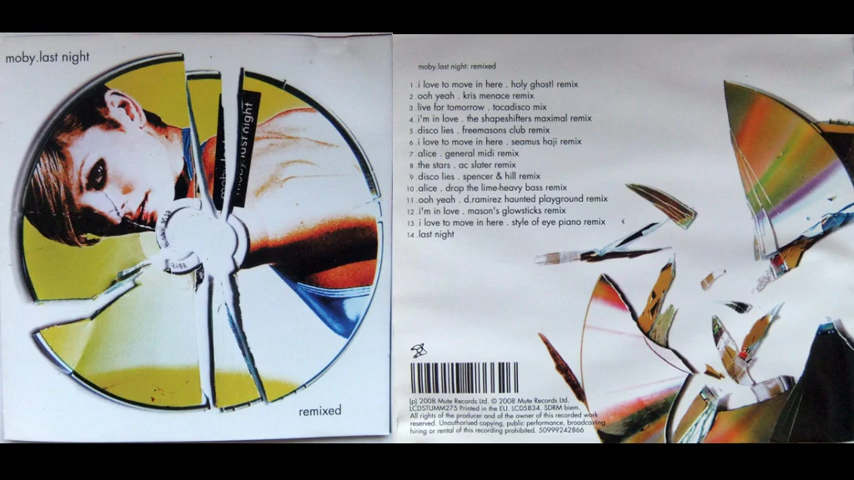 moby.last night
moby.last night
remixed
moby.last night: remixed
1 .i love to move in here . holy ghost! remix
2 .ooh yeah . kris menace remix
3 .live for tomorrow . tocadisco mix
4 .i'm in love . the shapeshifters maximal remix
5 .disco lies . freemasons club remix
6 .i love to move in here . seamus haji remix
7 .alice . general midi remix
8 .the stars . ac slater remix
9 .disco lies . spencer & hill remix
10 .alice . drop the lime-heavy bass remix
11 .ooh yeah . d.ramirez haunted playground remix
12 .i'm in love . mason's glowsticks remix
13 .i love to move in here . style of eye piano remix
14 .last night
(p) 2008 Mute Records Ltd. © 2008 Mute Records Ltd.
LCDSTUMM275 Printed in the EU. LC05834. SDRM biem.
All rights of the producer and of the owner of this recorded work
reserved. Unauthorised copying, public performance, broadcasting
hiring or rental of this recording prohibited. 50999242866